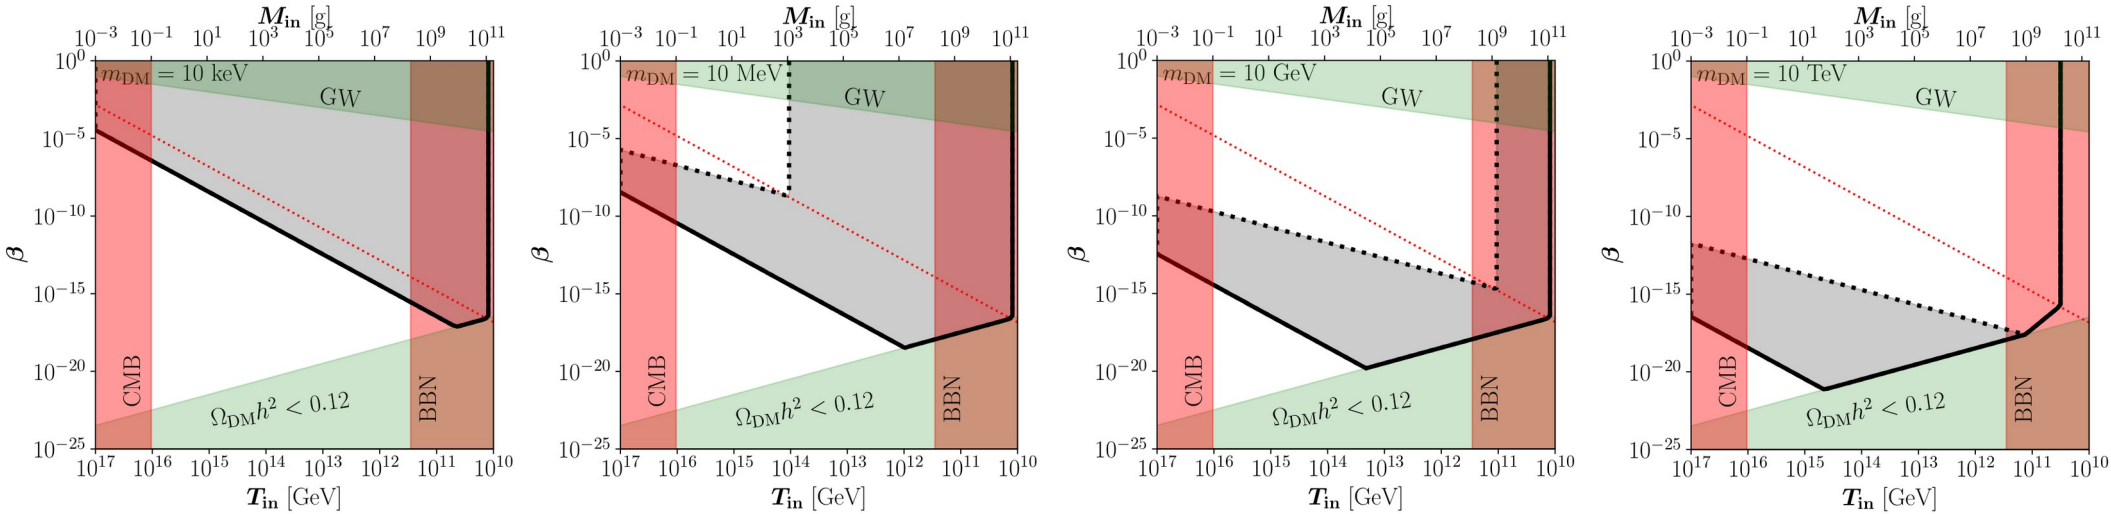 M_in [g]
10^−3 10^−1 10^1 10^3 10^5 10^7 10^9 10^11
m_DM = 10 keV
GW
CMB
BBN
Ω_DM h^2 < 0.12
β
10^0
10^−5
10^−10
10^−15
10^−20
10^−25
10^17 10^16 10^15 10^14 10^13 10^12 10^11 10^10
T_in [GeV]
M_in [g]
10^−3 10^−1 10^1 10^3 10^5 10^7 10^9 10^11
m_DM = 10 MeV
GW
CMB
BBN
Ω_DM h^2 < 0.12
β
10^0
10^−5
10^−10
10^−15
10^−20
10^−25
10^17 10^16 10^15 10^14 10^13 10^12 10^11 10^10
T_in [GeV]
M_in [g]
10^−3 10^−1 10^1 10^3 10^5 10^7 10^9 10^11
m_DM = 10 GeV
GW
CMB
BBN
Ω_DM h^2 < 0.12
β
10^0
10^−5
10^−10
10^−15
10^−20
10^−25
10^17 10^16 10^15 10^14 10^13 10^12 10^11 10^10
T_in [GeV]
M_in [g]
10^−3 10^−1 10^1 10^3 10^5 10^7 10^9 10^11
m_DM = 10 TeV
GW
CMB
BBN
Ω_DM h^2 < 0.12
β
10^0
10^−5
10^−10
10^−15
10^−20
10^−25
10^17 10^16 10^15 10^14 10^13 10^12 10^11 10^10
T_in [GeV]